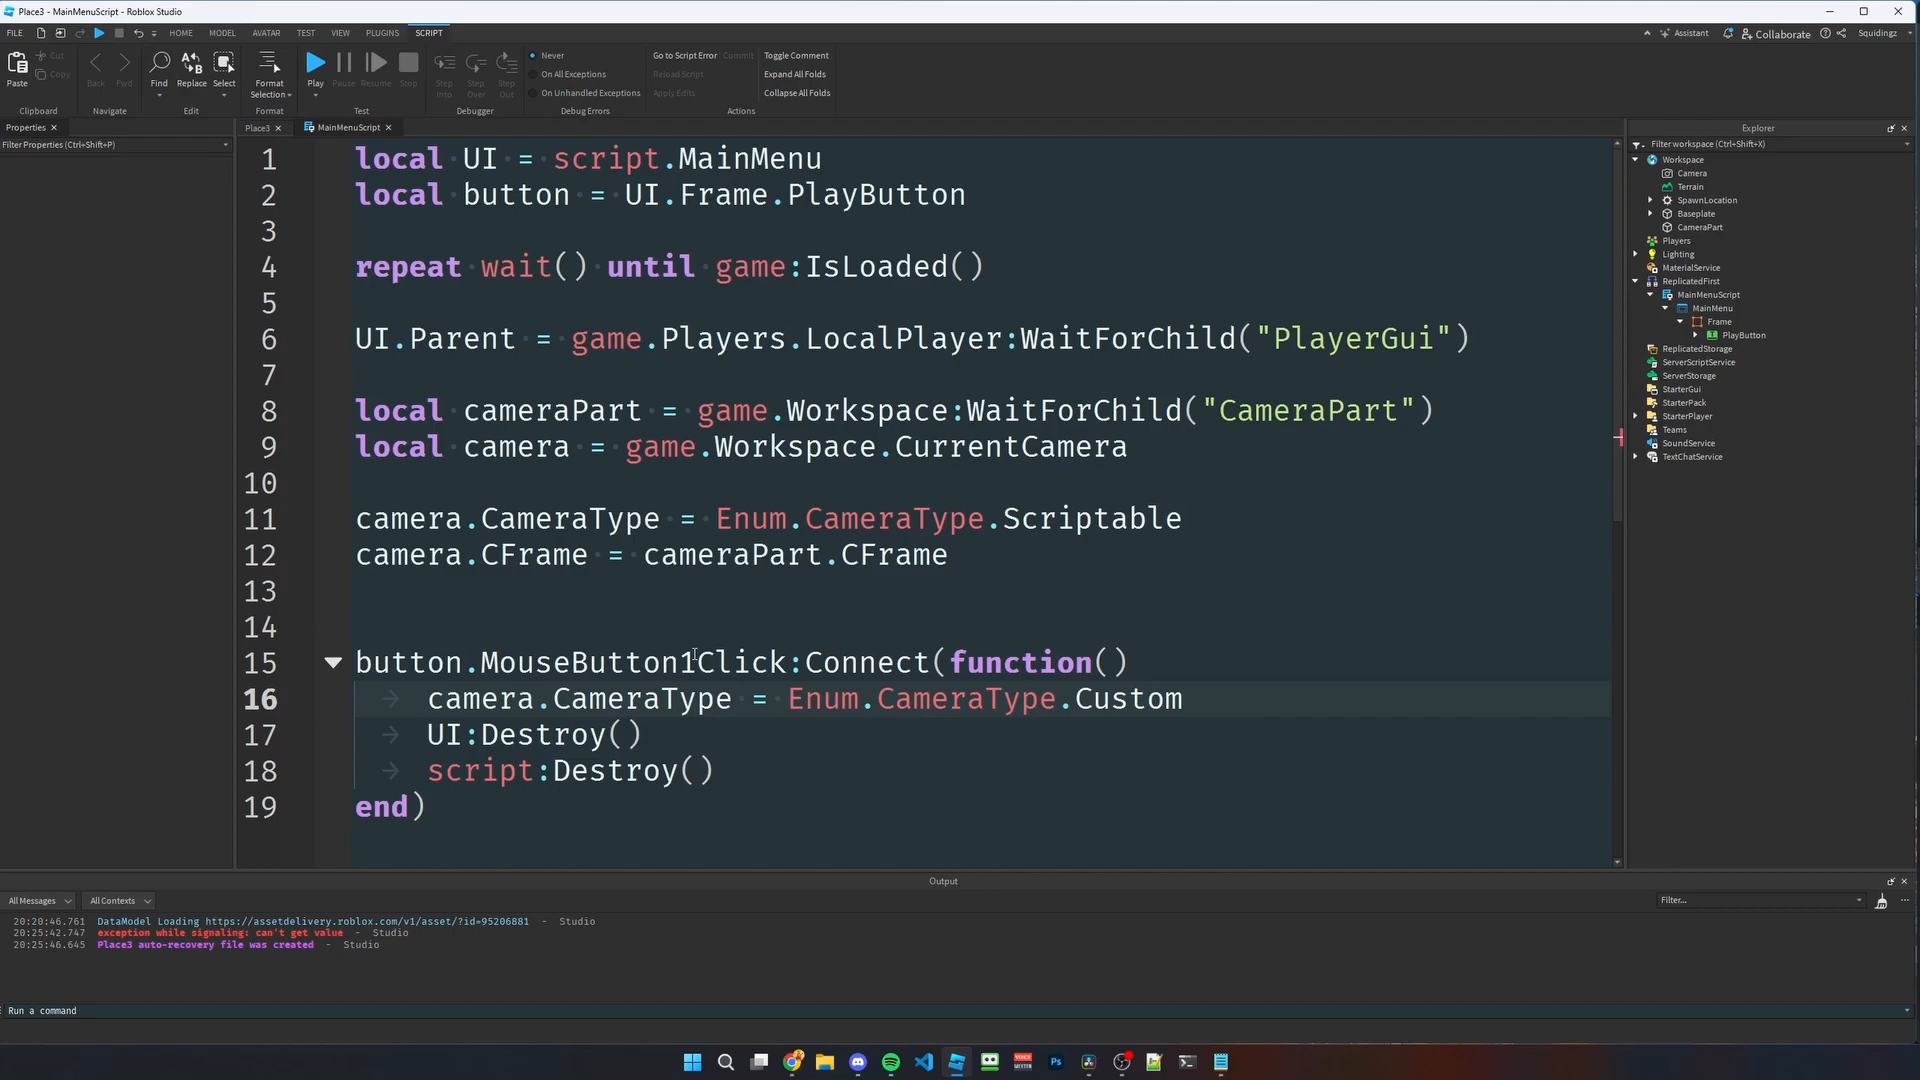 Place3 - MainMenuScript - Roblox Studio
FILE HOME MODEL AVATAR TEST VIEW PLUGINS SCRIPT Assistant Collaborate Squidingz
Paste Cut Copy Back Fwd Find Replace Select Format Selection Play Pause Resume Stop Step Into Step Over Step Out
Never Go to Script Error Commit Toggle Comment
On All Exceptions Reload Script Expand All Folds
On Unhandled Exceptions Apply Edits Collapse All Folds
Clipboard Navigate Edit Format Test Debugger Debug Errors Actions
Properties Place3 MainMenuScript Explorer
Filter Properties (Ctrl+Shift+P)
1 local UI = script.MainMenu
2 local button = UI.Frame.PlayButton
3
4 repeat wait() until game:IsLoaded()
5
6 UI.Parent = game.Players.LocalPlayer:WaitForChild("PlayerGui")
7
8 local cameraPart = game.Workspace:WaitForChild("CameraPart")
9 local camera = game.Workspace.CurrentCamera
10
11 camera.CameraType = Enum.CameraType.Scriptable
12 camera.CFrame = cameraPart.CFrame
13
14
15 button.MouseButton1Click:Connect(function()
16 camera.CameraType = Enum.CameraType.Custom
17 UI:Destroy()
18 script:Destroy()
19 end)
Filter workspace (Ctrl+Shift+X)
Workspace
Camera
Terrain
SpawnLocation
Baseplate
CameraPart
Players
Lighting
MaterialService
ReplicatedFirst
MainMenuScript
MainMenu
Frame
PlayButton
ReplicatedStorage
ServerScriptService
ServerStorage
StarterGui
StarterPack
StarterPlayer
Teams
SoundService
TextChatService
Output
All Messages All Contexts Filter...
20:20:46.761 DataModel Loading https://assetdelivery.roblox.com/v1/asset/?id=95206881 - Studio
20:25:42.747 exception while signaling: can't get value - Studio
20:25:46.645 Place3 auto-recovery file was created - Studio
Run a command
VOICE MEETER Ps